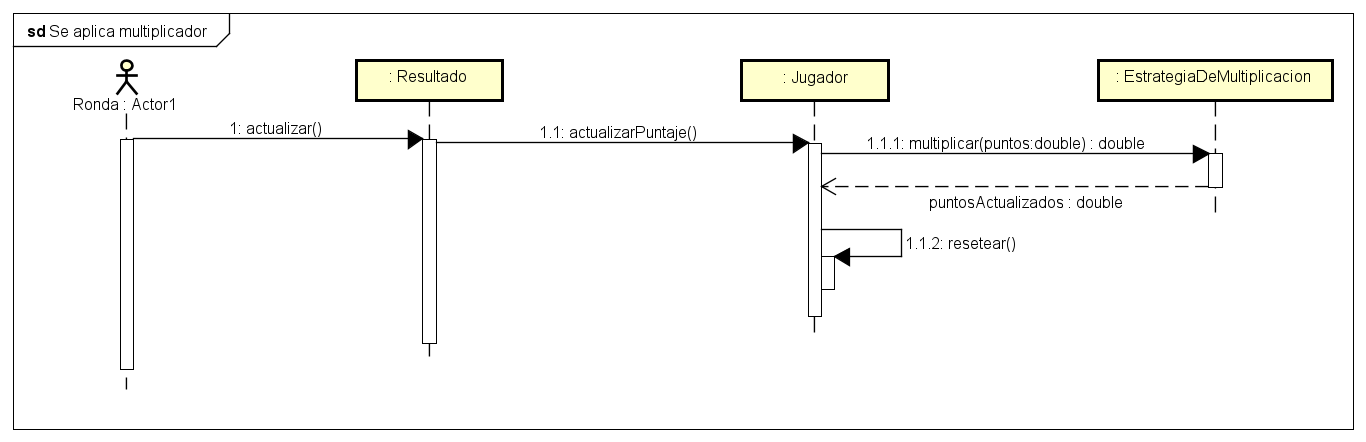 sd Se aplica multiplicador
Ronda : Actor1
: Resultado
: Jugador
: EstrategiaDeMultiplicacion
1: actualizar()
1.1: actualizarPuntaje()
1.1.1: multiplicar(puntos:double) : double
puntosActualizados : double
1.1.2: resetear()